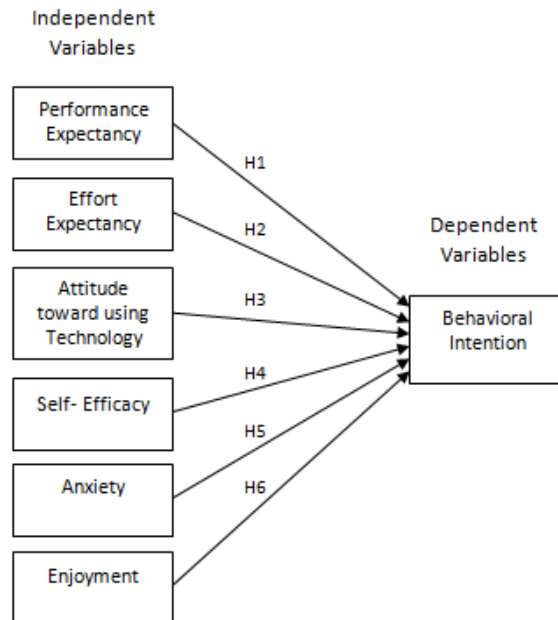 Independent
Variables
Performance
Expectancy
H1
Effort
Expectancy
H2
Dependent
Variables
Attitude
toward using
Technology
H3
Behavioral
Intention
Self- Efficacy
H4
Anxiety
H5
Enjoyment
H6